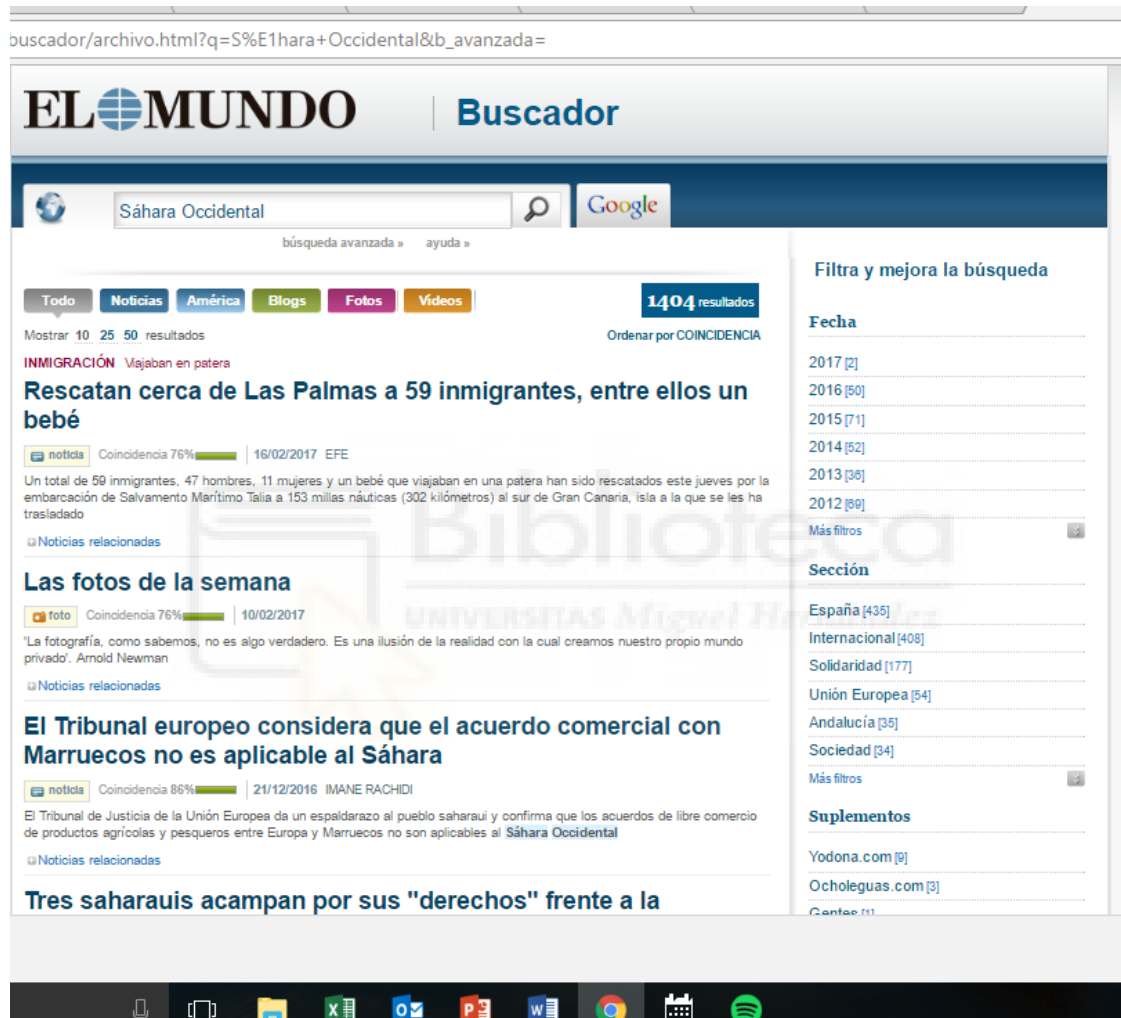 buscador/archivo.html?q=S%E1hara+Occidental&b_avanzada=
EL MUNDO Buscador
Sáhara Occidental Google
búsqueda avanzada » ayuda »
Todo Noticias América Blogs Fotos Vídeos 1404 resultados
Mostrar 10 25 50 resultados Ordenar por COINCIDENCIA
INMIGRACIÓN Viajaban en patera
Rescatan cerca de Las Palmas a 59 inmigrantes, entre ellos un
bebé
noticia Coincidencia 76% 16/02/2017 EFE
Un total de 59 inmigrantes, 47 hombres, 11 mujeres y un bebé que viajaban en una patera han sido rescatados este jueves por la
embarcación de Salvamento Marítimo Talia a 153 millas náuticas (302 kilómetros) al sur de Gran Canaria, isla a la que se les ha
trasladado
Noticias relacionadas
Las fotos de la semana
foto Coincidencia 76% 10/02/2017
'La fotografía, como sabemos, no es algo verdadero. Es una ilusión de la realidad con la cual creamos nuestro propio mundo
privado'. Arnold Newman
Noticias relacionadas
El Tribunal europeo considera que el acuerdo comercial con
Marruecos no es aplicable al Sáhara
noticia Coincidencia 86% 21/12/2016 IMANE RACHIDI
El Tribunal de Justicia de la Unión Europea da un espaldarazo al pueblo saharaui y confirma que los acuerdos de libre comercio
de productos agrícolas y pesqueros entre Europa y Marruecos no son aplicables al Sáhara Occidental
Noticias relacionadas
Tres saharauis acampan por sus "derechos" frente a la
Filtra y mejora la búsqueda
Fecha
2017 [2]
2016 [50]
2015 [71]
2014 [52]
2013 [36]
2012 [69]
Más filtros
Sección
España [435]
Internacional [408]
Solidaridad [177]
Unión Europea [54]
Andalucía [35]
Sociedad [34]
Más filtros
Suplementos
Yodona.com [9]
Ocholeguas.com [3]
Gentes [1]
Biblioteca
UNIVERSITAS Miguel Hernández